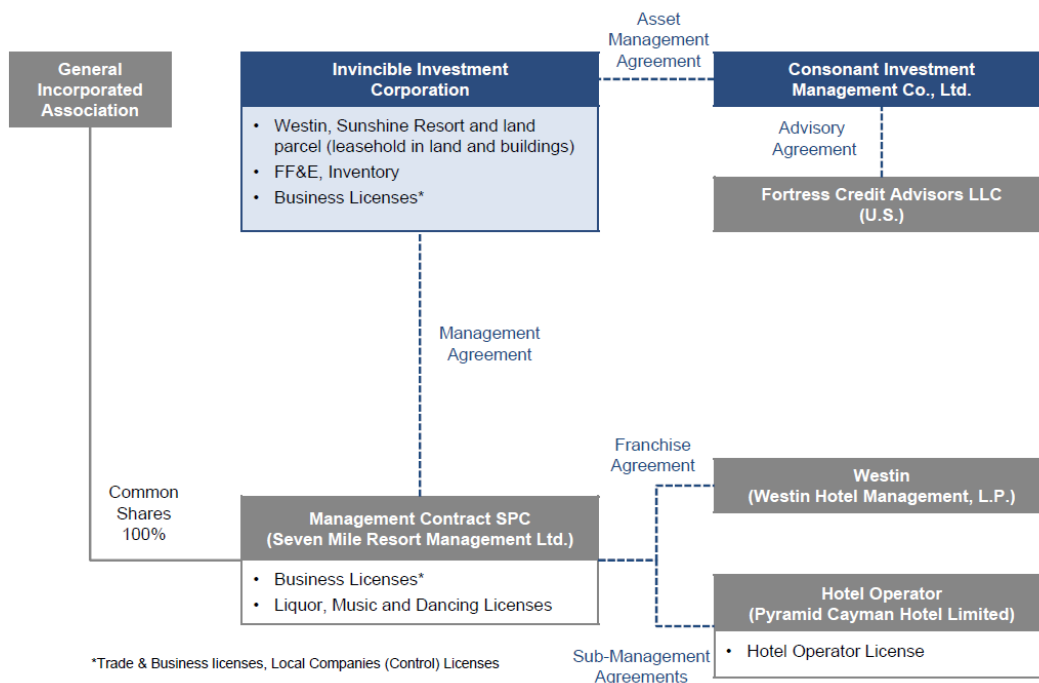 Asset
Management
Agreement
General
Incorporated
Association
Invincible Investment
Corporation
• Westin, Sunshine Resort and land
parcel (leasehold in land and buildings)
• FF&E, Inventory
• Business Licenses*
Consonant Investment
Management Co., Ltd.
Advisory
Agreement
Fortress Credit Advisors LLC
(U.S.)
Management
Agreement
Franchise
Agreement
Westin
(Westin Hotel Management, L.P.)
Common
Shares
100%
Management Contract SPC
(Seven Mile Resort Management Ltd.)
• Business Licenses*
• Liquor, Music and Dancing Licenses
Hotel Operator
(Pyramid Cayman Hotel Limited)
• Hotel Operator License
Sub-Management
Agreements
*Trade & Business licenses, Local Companies (Control) Licenses